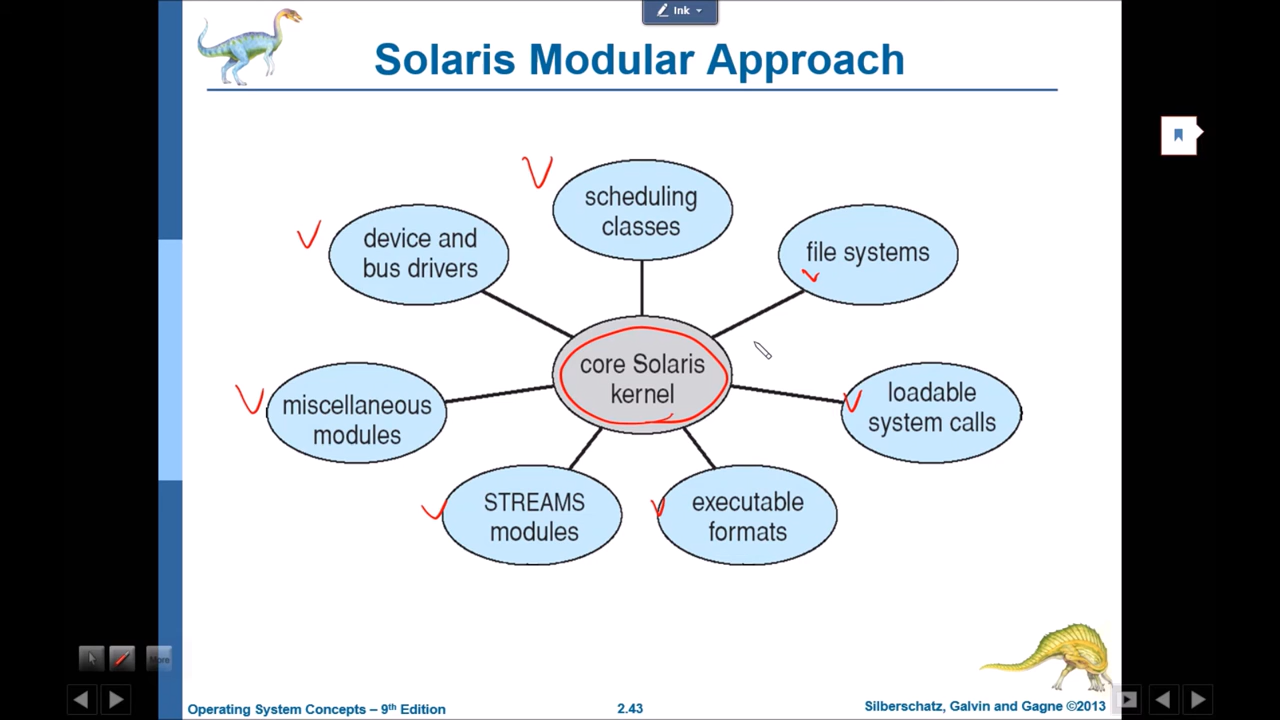 Ink
Solaris Modular Approach
scheduling
classes
device and
bus drivers
file systems
core Solaris
kernel
miscellaneous
modules
loadable
system calls
STREAMS
modules
executable
formats
More
Operating System Concepts – 9th Edition
2.43
Silberschatz, Galvin and Gagne ©2013